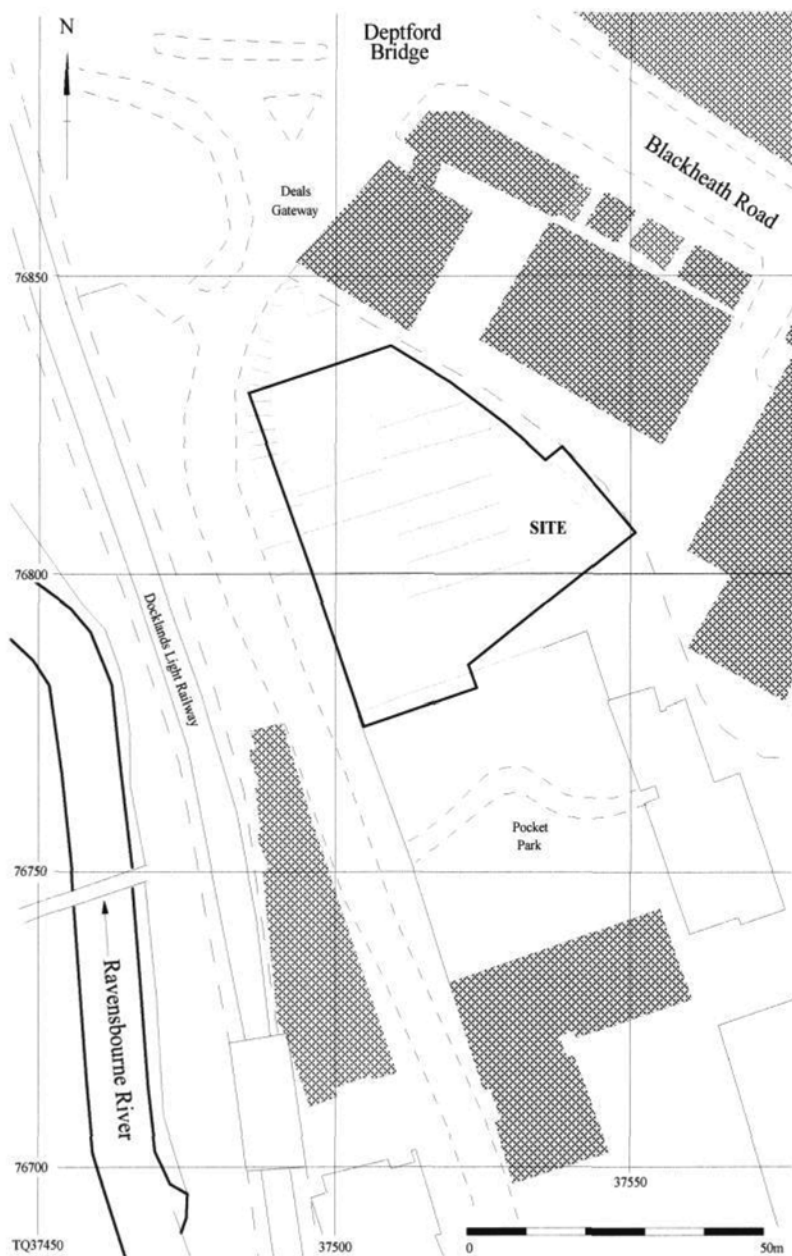 N
Deptford
Bridge
Blackheath Road
Deals
Gateway
76850
SITE
76800
Docklands Light Railway
Pocket
Park
76750
Ravensbourne River
76700
37550
TQ37450
37500
0
50m